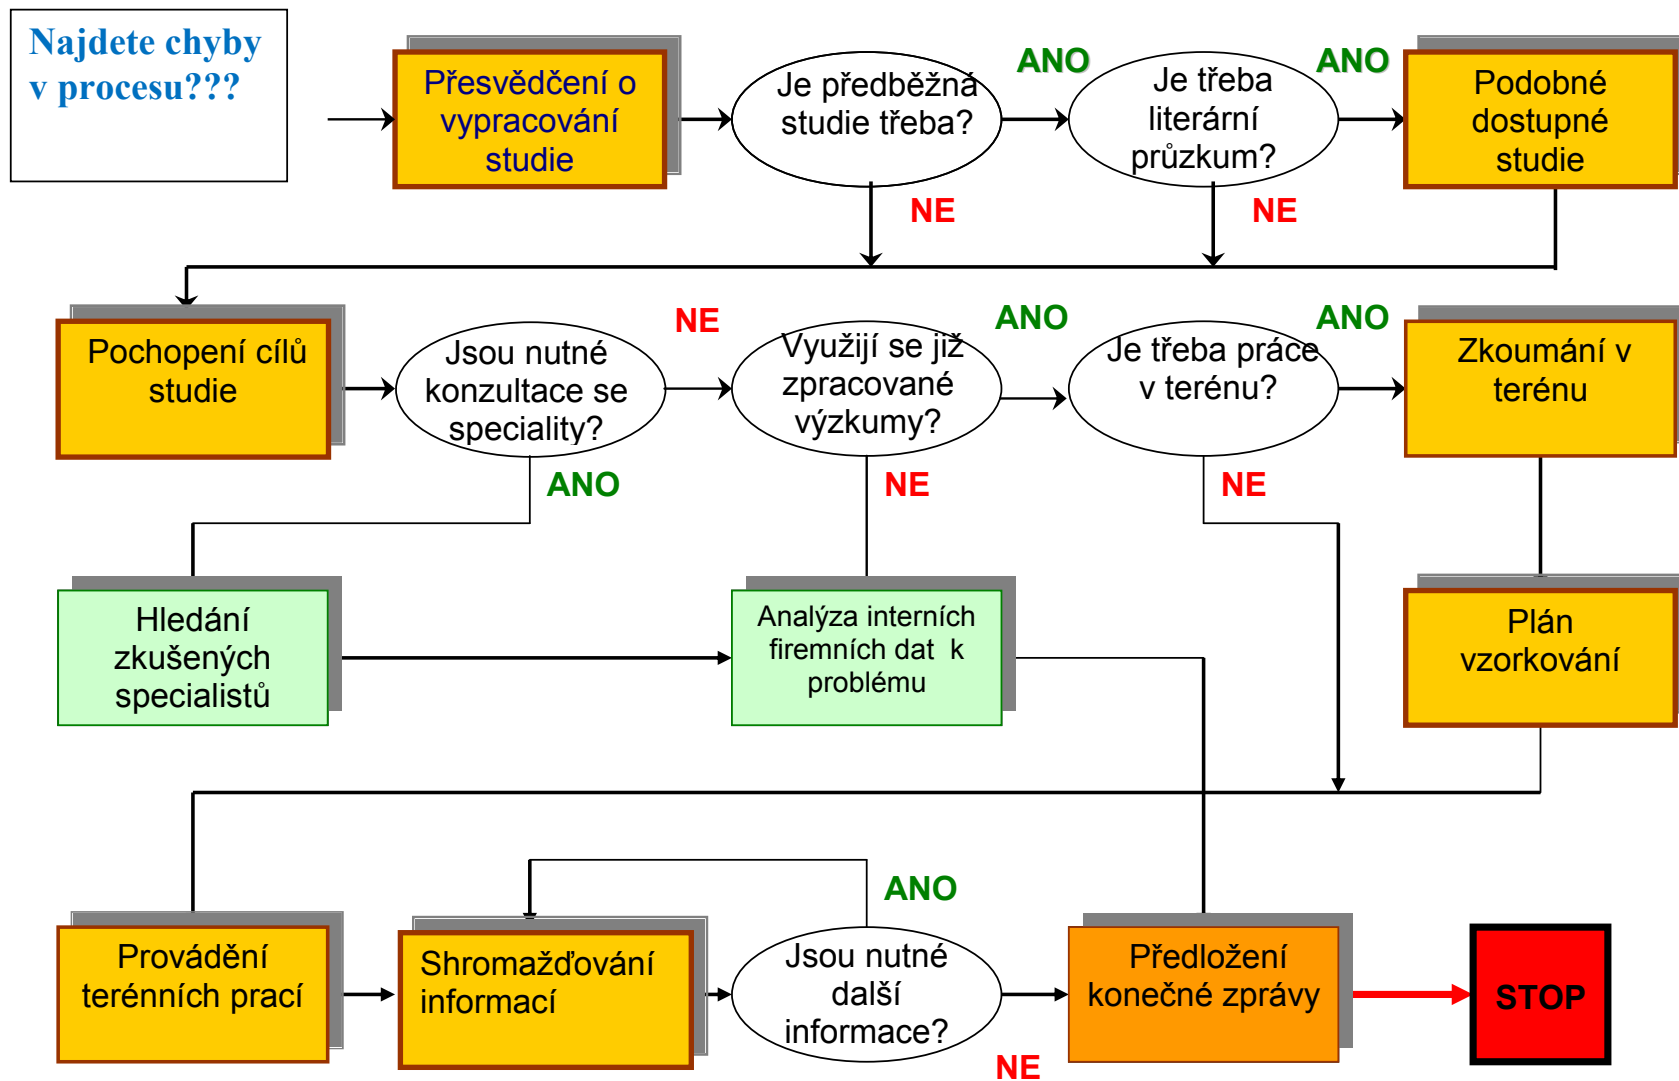 Najdete chyby
v procesu???
Přesvědčení o
vypracování
studie
Je předběžná
studie třeba?
ANO
Je třeba
literární
průzkum?
ANO
Podobné
dostupné
studie
NE
NE
Pochopení cílů
studie
Jsou nutné
konzultace se
speciality?
NE
Využijí se již
zpracované
výzkumy?
ANO
Je třeba práce
v terénu?
ANO
Zkoumání v
terénu
ANO
NE
NE
Hledání
zkušených
specialistů
Analýza interních
firemních dat k
problému
Plán
vzorkování
ANO
Provádění
terénních prací
Shromažďování
informací
Jsou nutné
další
informace?
NE
Předložení
konečné zprávy
STOP